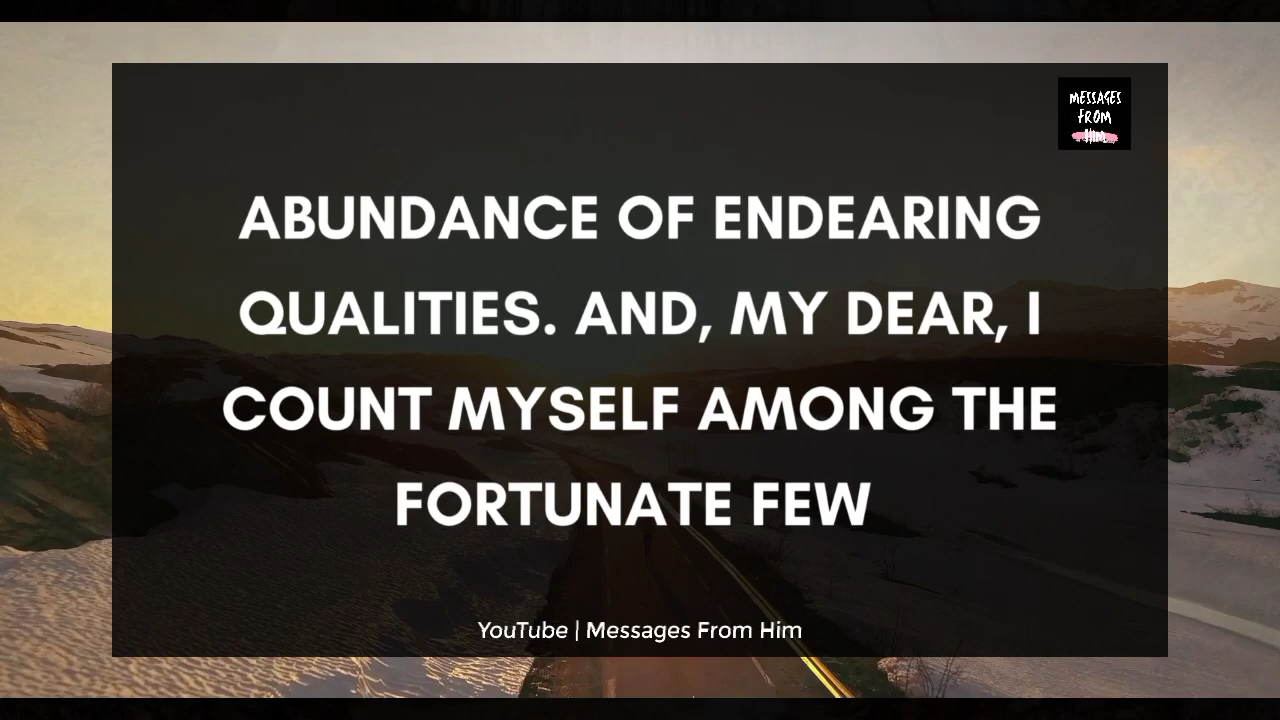 MESSAGES
FROM
HIM
ABUNDANCE OF ENDEARING
QUALITIES. AND, MY DEAR, I
COUNT MYSELF AMONG THE
FORTUNATE FEW
YouTube | Messages From Him